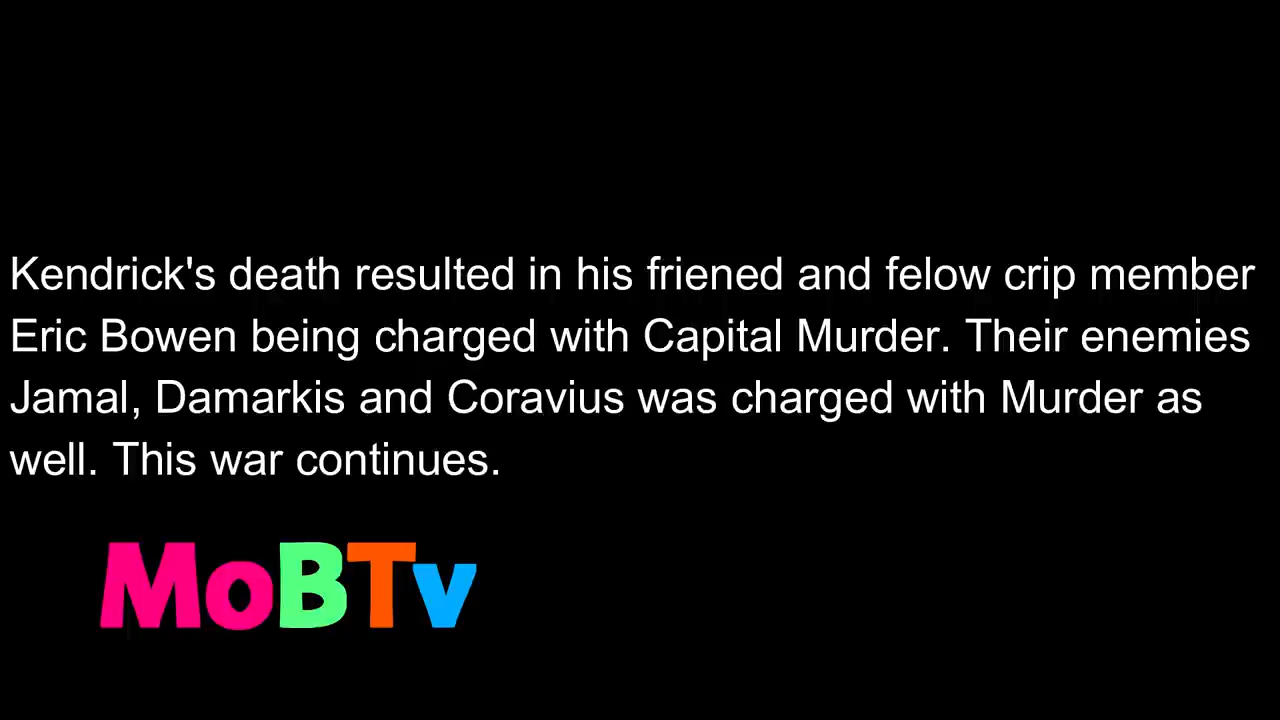 Kendrick's death resulted in his friened and felow crip member
Eric Bowen being charged with Capital Murder. Their enemies
Jamal, Damarkis and Coravius was charged with Murder as
well. This war continues.
MoBTv